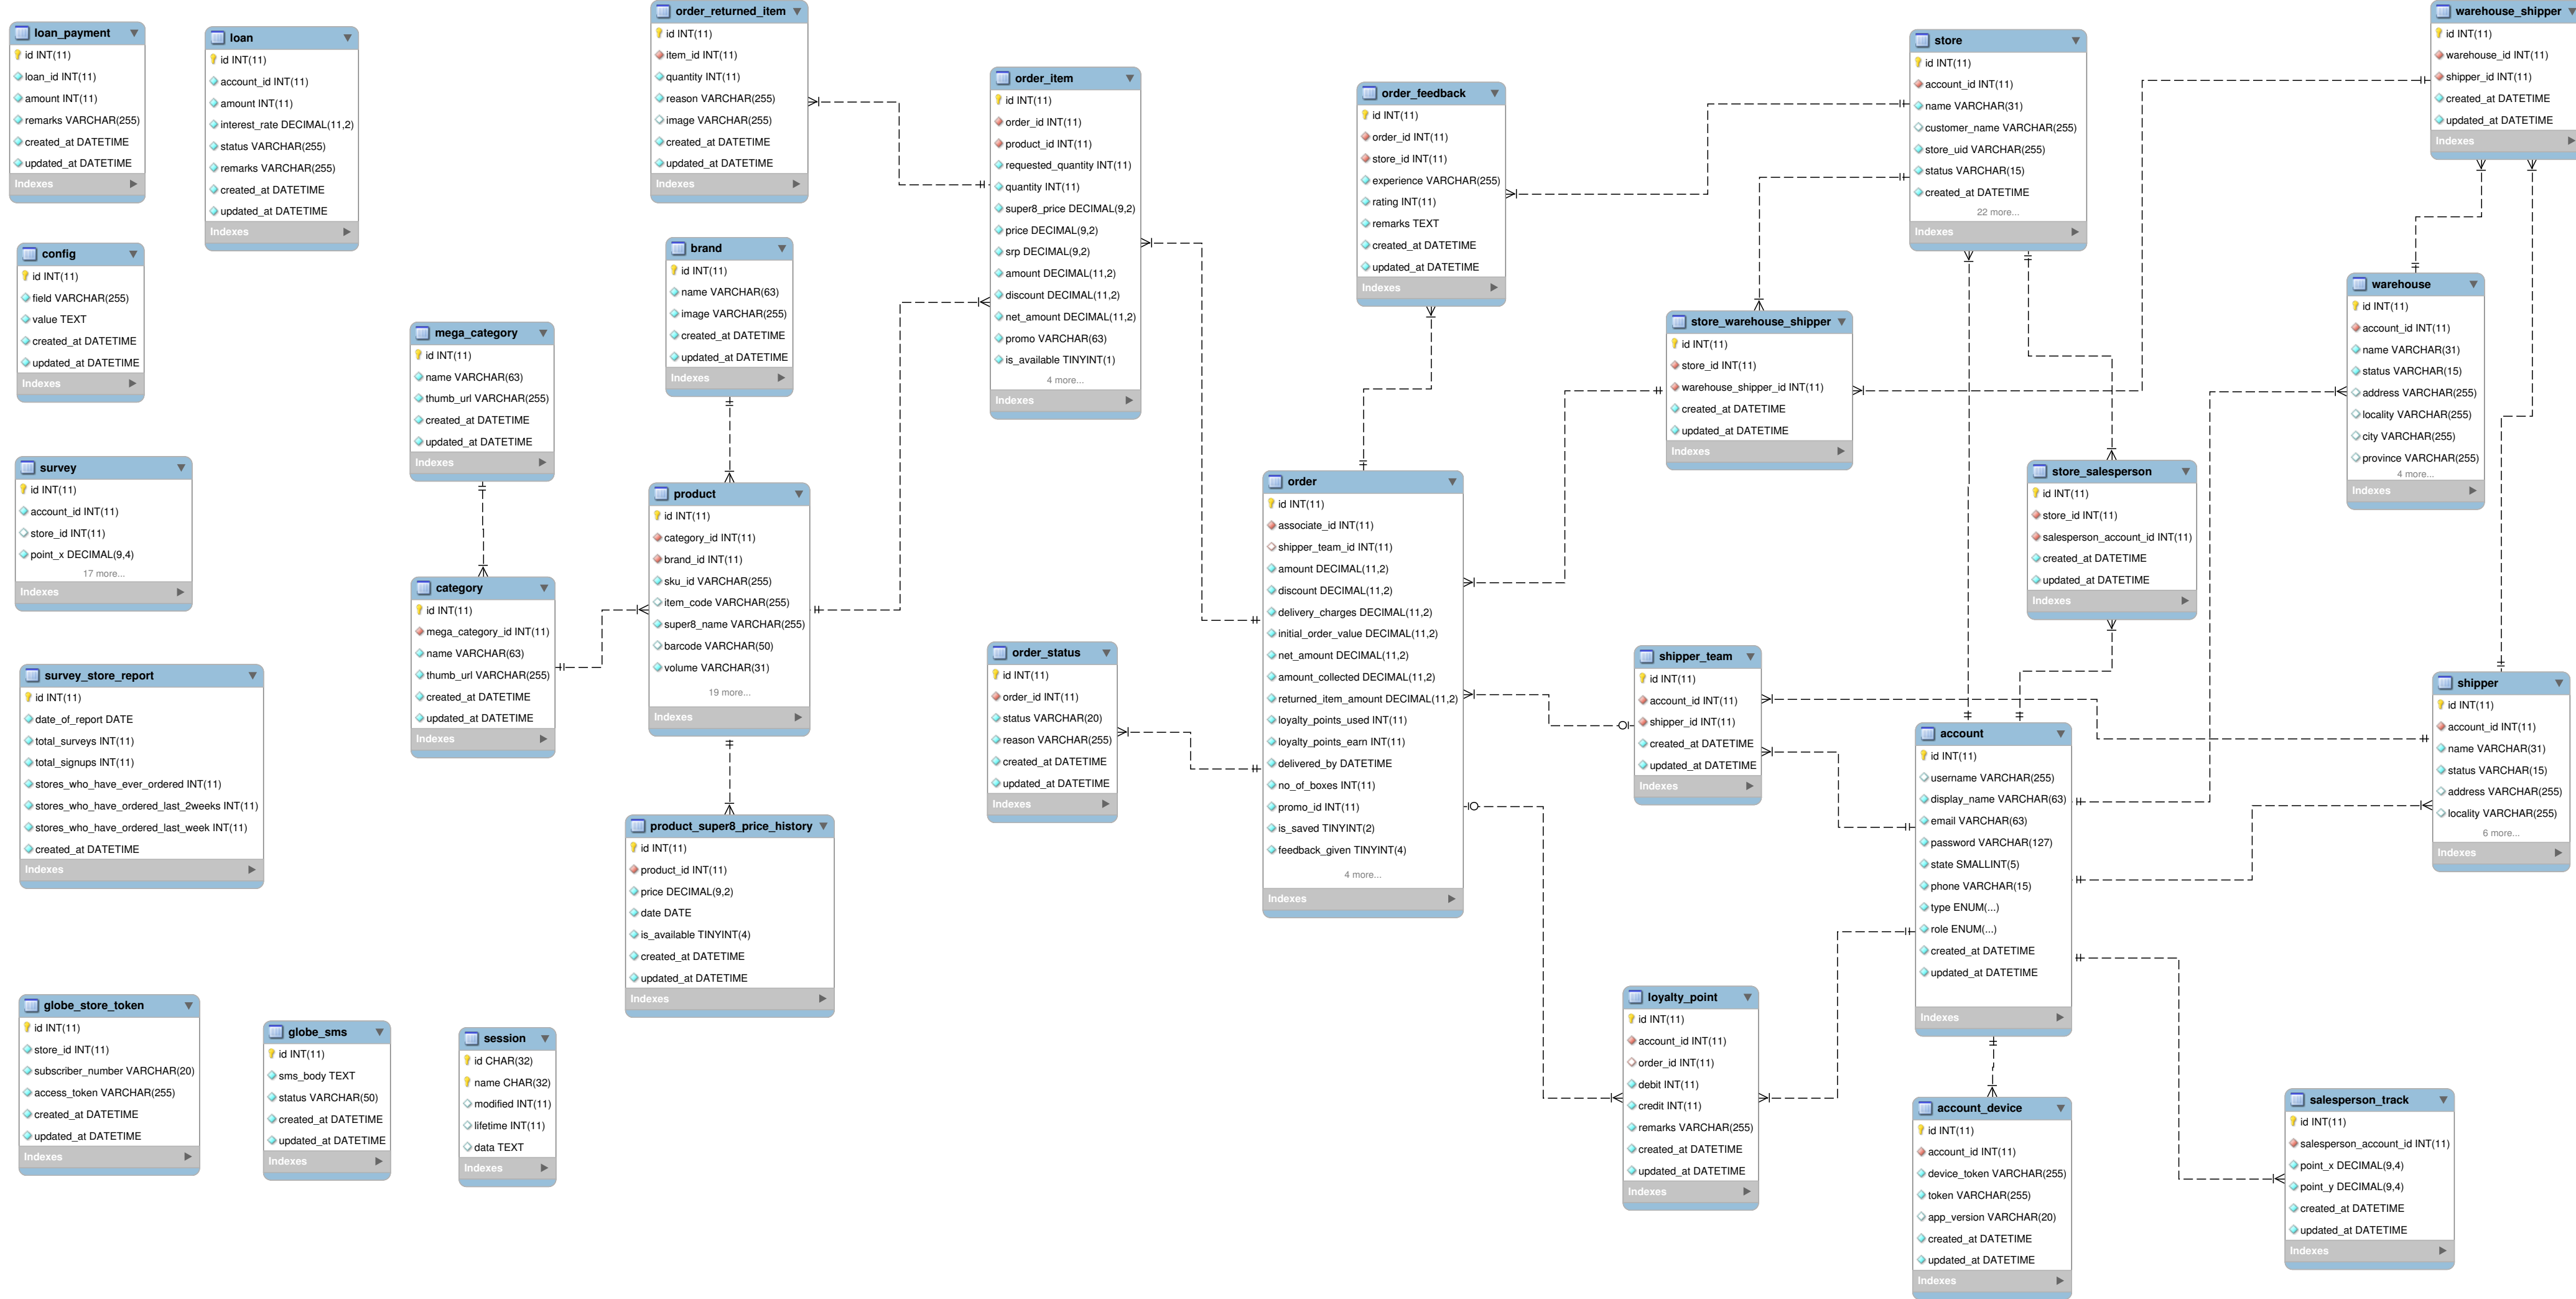 loan_payment
id INT(11)
loan_id INT(11)
amount INT(11)
remarks VARCHAR(255)
created_at DATETIME
updated_at DATETIME
Indexes
loan
id INT(11)
account_id INT(11)
amount INT(11)
interest_rate DECIMAL(11,2)
status VARCHAR(255)
remarks VARCHAR(255)
created_at DATETIME
updated_at DATETIME
Indexes
config
id INT(11)
field VARCHAR(255)
value TEXT
created_at DATETIME
updated_at DATETIME
Indexes
survey
id INT(11)
account_id INT(11)
store_id INT(11)
point_x DECIMAL(9,4)
17 more...
Indexes
survey_store_report
id INT(11)
date_of_report DATE
total_surveys INT(11)
total_signups INT(11)
stores_who_have_ever_ordered INT(11)
stores_who_have_ordered_last_2weeks INT(11)
stores_who_have_ordered_last_week INT(11)
created_at DATETIME
Indexes
globe_store_token
id INT(11)
store_id INT(11)
subscriber_number VARCHAR(20)
access_token VARCHAR(255)
created_at DATETIME
updated_at DATETIME
Indexes
globe_sms
id INT(11)
sms_body TEXT
status VARCHAR(50)
created_at DATETIME
updated_at DATETIME
Indexes
session
id CHAR(32)
name CHAR(32)
modified INT(11)
lifetime INT(11)
data TEXT
Indexes
mega_category
id INT(11)
name VARCHAR(63)
thumb_url VARCHAR(255)
created_at DATETIME
updated_at DATETIME
Indexes
category
id INT(11)
mega_category_id INT(11)
name VARCHAR(63)
thumb_url VARCHAR(255)
created_at DATETIME
updated_at DATETIME
Indexes
order_returned_item
id INT(11)
item_id INT(11)
quantity INT(11)
reason VARCHAR(255)
image VARCHAR(255)
created_at DATETIME
updated_at DATETIME
Indexes
brand
id INT(11)
name VARCHAR(63)
image VARCHAR(255)
created_at DATETIME
updated_at DATETIME
Indexes
product
id INT(11)
category_id INT(11)
brand_id INT(11)
sku_id VARCHAR(255)
item_code VARCHAR(255)
super8_name VARCHAR(255)
barcode VARCHAR(50)
volume VARCHAR(31)
19 more...
Indexes
product_super8_price_history
id INT(11)
product_id INT(11)
price DECIMAL(9,2)
date DATE
is_available TINYINT(4)
created_at DATETIME
updated_at DATETIME
Indexes
order_item
id INT(11)
order_id INT(11)
product_id INT(11)
requested_quantity INT(11)
quantity INT(11)
super8_price DECIMAL(9,2)
price DECIMAL(9,2)
srp DECIMAL(9,2)
amount DECIMAL(11,2)
discount DECIMAL(11,2)
net_amount DECIMAL(11,2)
promo VARCHAR(63)
is_available TINYINT(1)
4 more...
Indexes
order_status
id INT(11)
order_id INT(11)
status VARCHAR(20)
reason VARCHAR(255)
created_at DATETIME
updated_at DATETIME
Indexes
order_feedback
id INT(11)
order_id INT(11)
store_id INT(11)
experience VARCHAR(255)
rating INT(11)
remarks TEXT
created_at DATETIME
updated_at DATETIME
Indexes
order
id INT(11)
associate_id INT(11)
shipper_team_id INT(11)
amount DECIMAL(11,2)
discount DECIMAL(11,2)
delivery_charges DECIMAL(11,2)
initial_order_value DECIMAL(11,2)
net_amount DECIMAL(11,2)
amount_collected DECIMAL(11,2)
returned_item_amount DECIMAL(11,2)
loyalty_points_used INT(11)
loyalty_points_earn INT(11)
delivered_by DATETIME
no_of_boxes INT(11)
promo_id INT(11)
is_saved TINYINT(2)
feedback_given TINYINT(4)
4 more...
Indexes
store
id INT(11)
account_id INT(11)
name VARCHAR(31)
customer_name VARCHAR(255)
store_uid VARCHAR(255)
status VARCHAR(15)
created_at DATETIME
22 more...
Indexes
store_warehouse_shipper
id INT(11)
store_id INT(11)
warehouse_shipper_id INT(11)
created_at DATETIME
updated_at DATETIME
Indexes
shipper_team
id INT(11)
account_id INT(11)
shipper_id INT(11)
created_at DATETIME
updated_at DATETIME
Indexes
loyalty_point
id INT(11)
account_id INT(11)
order_id INT(11)
debit INT(11)
credit INT(11)
remarks VARCHAR(255)
created_at DATETIME
updated_at DATETIME
Indexes
store_salesperson
id INT(11)
store_id INT(11)
salesperson_account_id INT(11)
created_at DATETIME
updated_at DATETIME
Indexes
account
id INT(11)
username VARCHAR(255)
display_name VARCHAR(63)
email VARCHAR(63)
password VARCHAR(127)
state SMALLINT(5)
phone VARCHAR(15)
type ENUM(...)
role ENUM(...)
created_at DATETIME
updated_at DATETIME
Indexes
account_device
id INT(11)
account_id INT(11)
device_token VARCHAR(255)
token VARCHAR(255)
app_version VARCHAR(20)
created_at DATETIME
updated_at DATETIME
Indexes
warehouse_shipper
id INT(11)
warehouse_id INT(11)
shipper_id INT(11)
created_at DATETIME
updated_at DATETIME
Indexes
warehouse
id INT(11)
account_id INT(11)
name VARCHAR(31)
status VARCHAR(15)
address VARCHAR(255)
locality VARCHAR(255)
city VARCHAR(255)
province VARCHAR(255)
4 more...
Indexes
shipper
id INT(11)
account_id INT(11)
name VARCHAR(31)
status VARCHAR(15)
address VARCHAR(255)
locality VARCHAR(255)
6 more...
Indexes
salesperson_track
id INT(11)
salesperson_account_id INT(11)
point_x DECIMAL(9,4)
point_y DECIMAL(9,4)
created_at DATETIME
updated_at DATETIME
Indexes